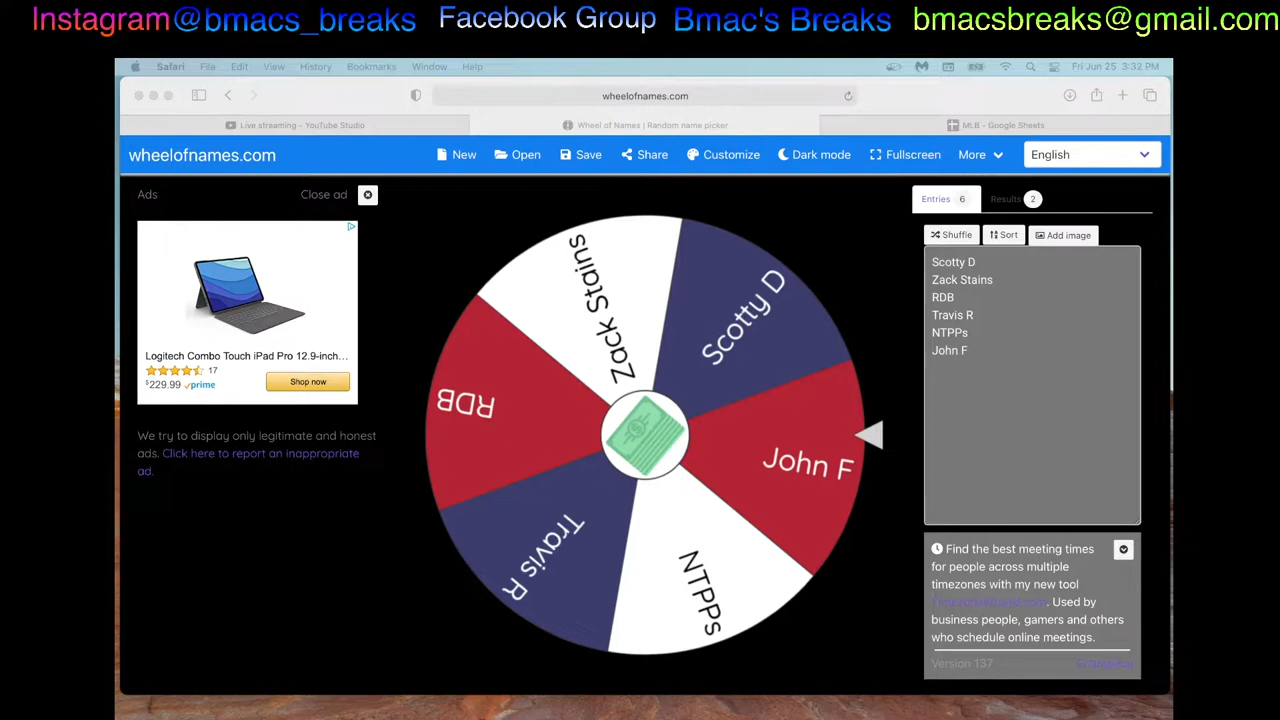 Instagram@bmacs_breaks Facebook Group Bmac's Breaks bmacsbreaks@gmail.com
Safari File Edit View History Bookmarks Window Help Fri Jun 25 3:32 PM
wheelofnames.com
Live streaming – YouTube Studio Wheel of Names | Random name picker MLB - Google Sheets
wheelofnames.com New Open Save Share Customize Dark mode Fullscreen More English
Ads Close ad
Logitech Combo Touch iPad Pro 12.9-inch...
17
$229.99 prime Shop now
We try to display only legitimate and honest
ads. Click here to report an inappropriate
ad.
Zack Stains
Scotty D
RDB
John F
Travis R
NTPPs
Entries 6 Results 2
Shuffle Sort Add image
Scotty D
Zack Stains
RDB
Travis R
NTPPs
John F
Find the best meeting times
for people across multiple
timezones with my new tool
. Used by
business people, gamers and others
who schedule online meetings.
Version 137 Changelog